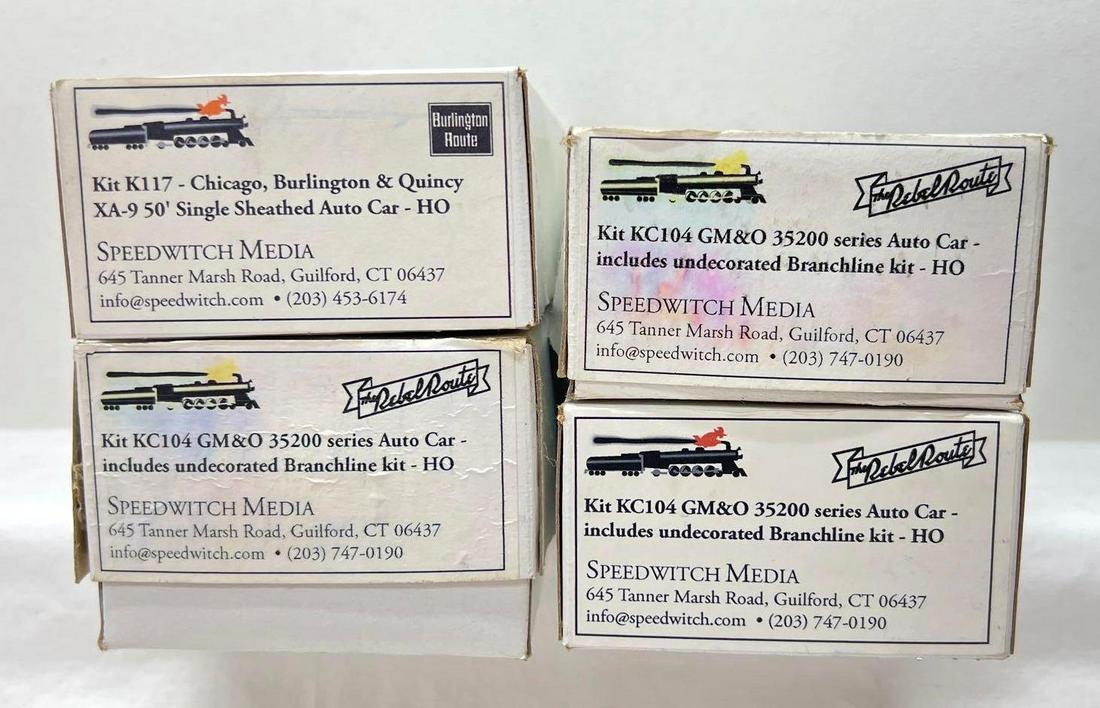 Burlington
Route
Kit K117 - Chicago, Burlington & Quincy
XA-9 50' Single Sheathed Auto Car - HO
SPEEDWITCH MEDIA
645 Tanner Marsh Road, Guilford, CT 06437
info@speedwitch.com • (203) 453-6174
The Rebel Route
Kit KC104 GM&O 35200 series Auto Car -
includes undecorated Branchline kit - HO
SPEEDWITCH MEDIA
645 Tanner Marsh Road, Guilford, CT 06437
info@speedwitch.com • (203) 747-0190
The Rebel Route
Kit KC104 GM&O 35200 series Auto Car -
includes undecorated Branchline kit - HO
SPEEDWITCH MEDIA
645 Tanner Marsh Road, Guilford, CT 06437
info@speedwitch.com • (203) 747-0190
The Rebel Route
Kit KC104 GM&O 35200 series Auto Car -
includes undecorated Branchline kit - HO
SPEEDWITCH MEDIA
645 Tanner Marsh Road, Guilford, CT 06437
info@speedwitch.com • (203) 747-0190